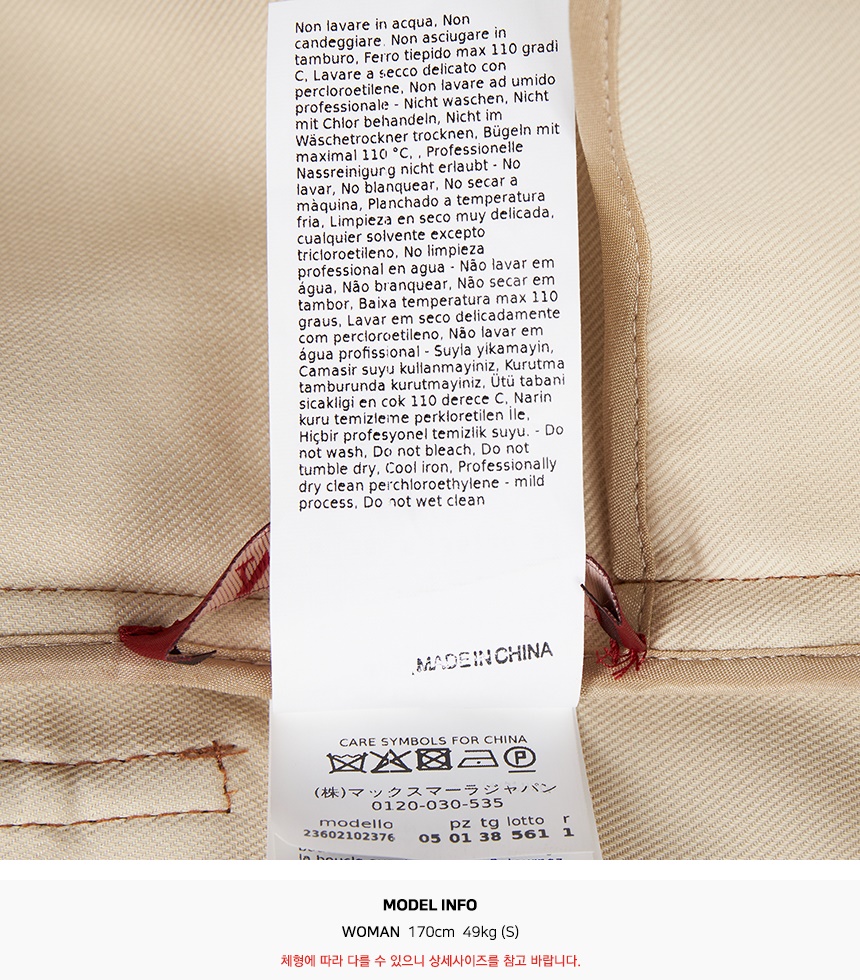 Non lavare in acqua, Non
candeggiare, Non asciugare in
tamburo, Ferro tiepido max 110 gradi
C, Lavare a secco delicato con
percloroetilene, Non lavare ad umido
professionale - Nicht waschen, Nicht
mit Chlor behandeln, Nicht im
Wäschetrockner trocknen, Bügeln mit
maximal 110 °C, , Professionelle
Nassreinigung nicht erlaubt - No
lavar, No blanquear, No secar a
màquina, Planchado a temperatura
fria, Limpieza en seco muy delicada,
cualquier solvente excepto
tricloroetileno, No limpieza
professional en agua - Não lavar em
água, Não branquear, Não secar em
tambor, Baixa temperatura max 110
graus, Lavar em seco delicadamente
com percloroetileno, Não lavar em
água profissional - Suyla yikamayin,
Camasir suyu kullanmayiniz, Kurutma
tamburunda kurutmayiniz, Ütü tabani
sicakligi en cok 110 derece C, Narin
kuru temizleme perkloretilen İle,
Hiçbir profesyonel temizlik suyu. - Do
not wash, Do not bleach, Do not
tumble dry, Cool iron, Professionally
dry clean perchloroethylene - mild
process, Do not wet clean
MADE IN CHINA
CARE SYMBOLS FOR CHINA
P
(株)マックスマーラジャパン
0120-030-535
modello pz tg lotto r
23602102376 05 01 38 561 1
MODEL INFO
WOMAN 170cm 49kg (S)
체형에 따라 다를 수 있으니 상세사이즈를 참고 바랍니다.